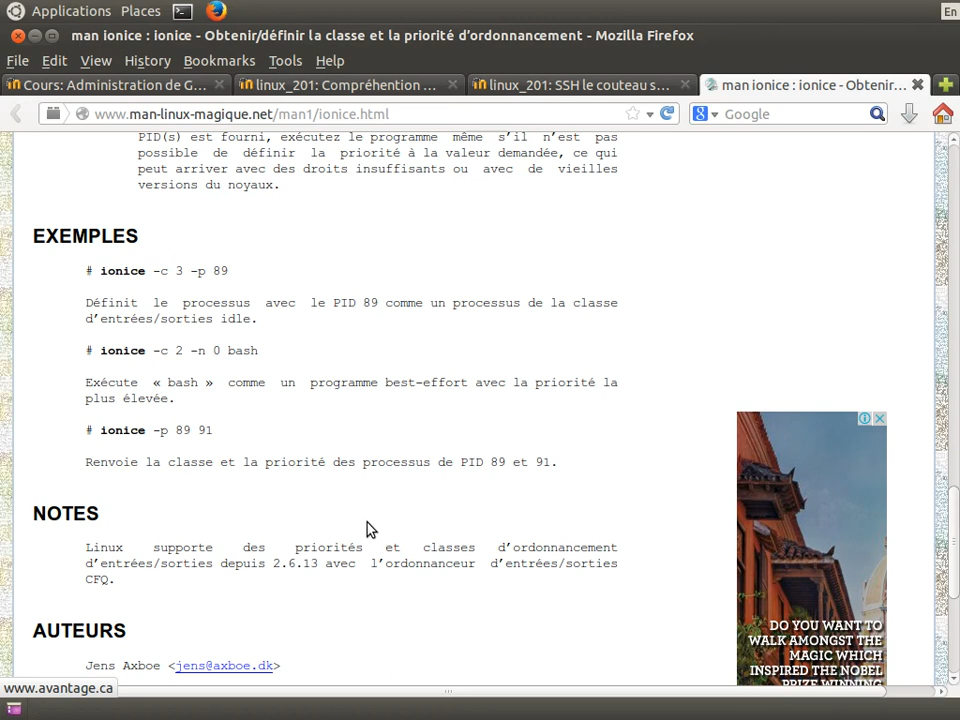 Applications Places
En
man ionice : ionice - Obtenir/définir la classe et la priorité d'ordonnancement - Mozilla Firefox
File Edit View History Bookmarks Tools Help
Cours: Administration de G...
linux_201: Compréhension ...
linux_201: SSH le couteau s...
man ionice : ionice - Obtenir...
www.man-linux-magique.net/man1/ionice.html
Google
PID(s) est fourni, exécutez le programme même s'il n'est pas
possible de définir la priorité à la valeur demandée, ce qui
peut arriver avec des droits insuffisants ou avec de vieilles
versions du noyaux.
EXEMPLES
# ionice -c 3 -p 89
Définit le processus avec le PID 89 comme un processus de la classe
d'entrées/sorties idle.
# ionice -c 2 -n 0 bash
Exécute « bash » comme un programme best-effort avec la priorité la
plus élevée.
# ionice -p 89 91
Renvoie la classe et la priorité des processus de PID 89 et 91.
NOTES
Linux supporte des priorités et classes d'ordonnancement
d'entrées/sorties depuis 2.6.13 avec l'ordonnanceur d'entrées/sorties
CFQ.
AUTEURS
Jens Axboe <jens@axboe.dk>
DO YOU WANT TO
WALK AMONGST THE
MAGIC WHICH
INSPIRED THE NOBEL
PRIZE WINNING
www.avantage.ca